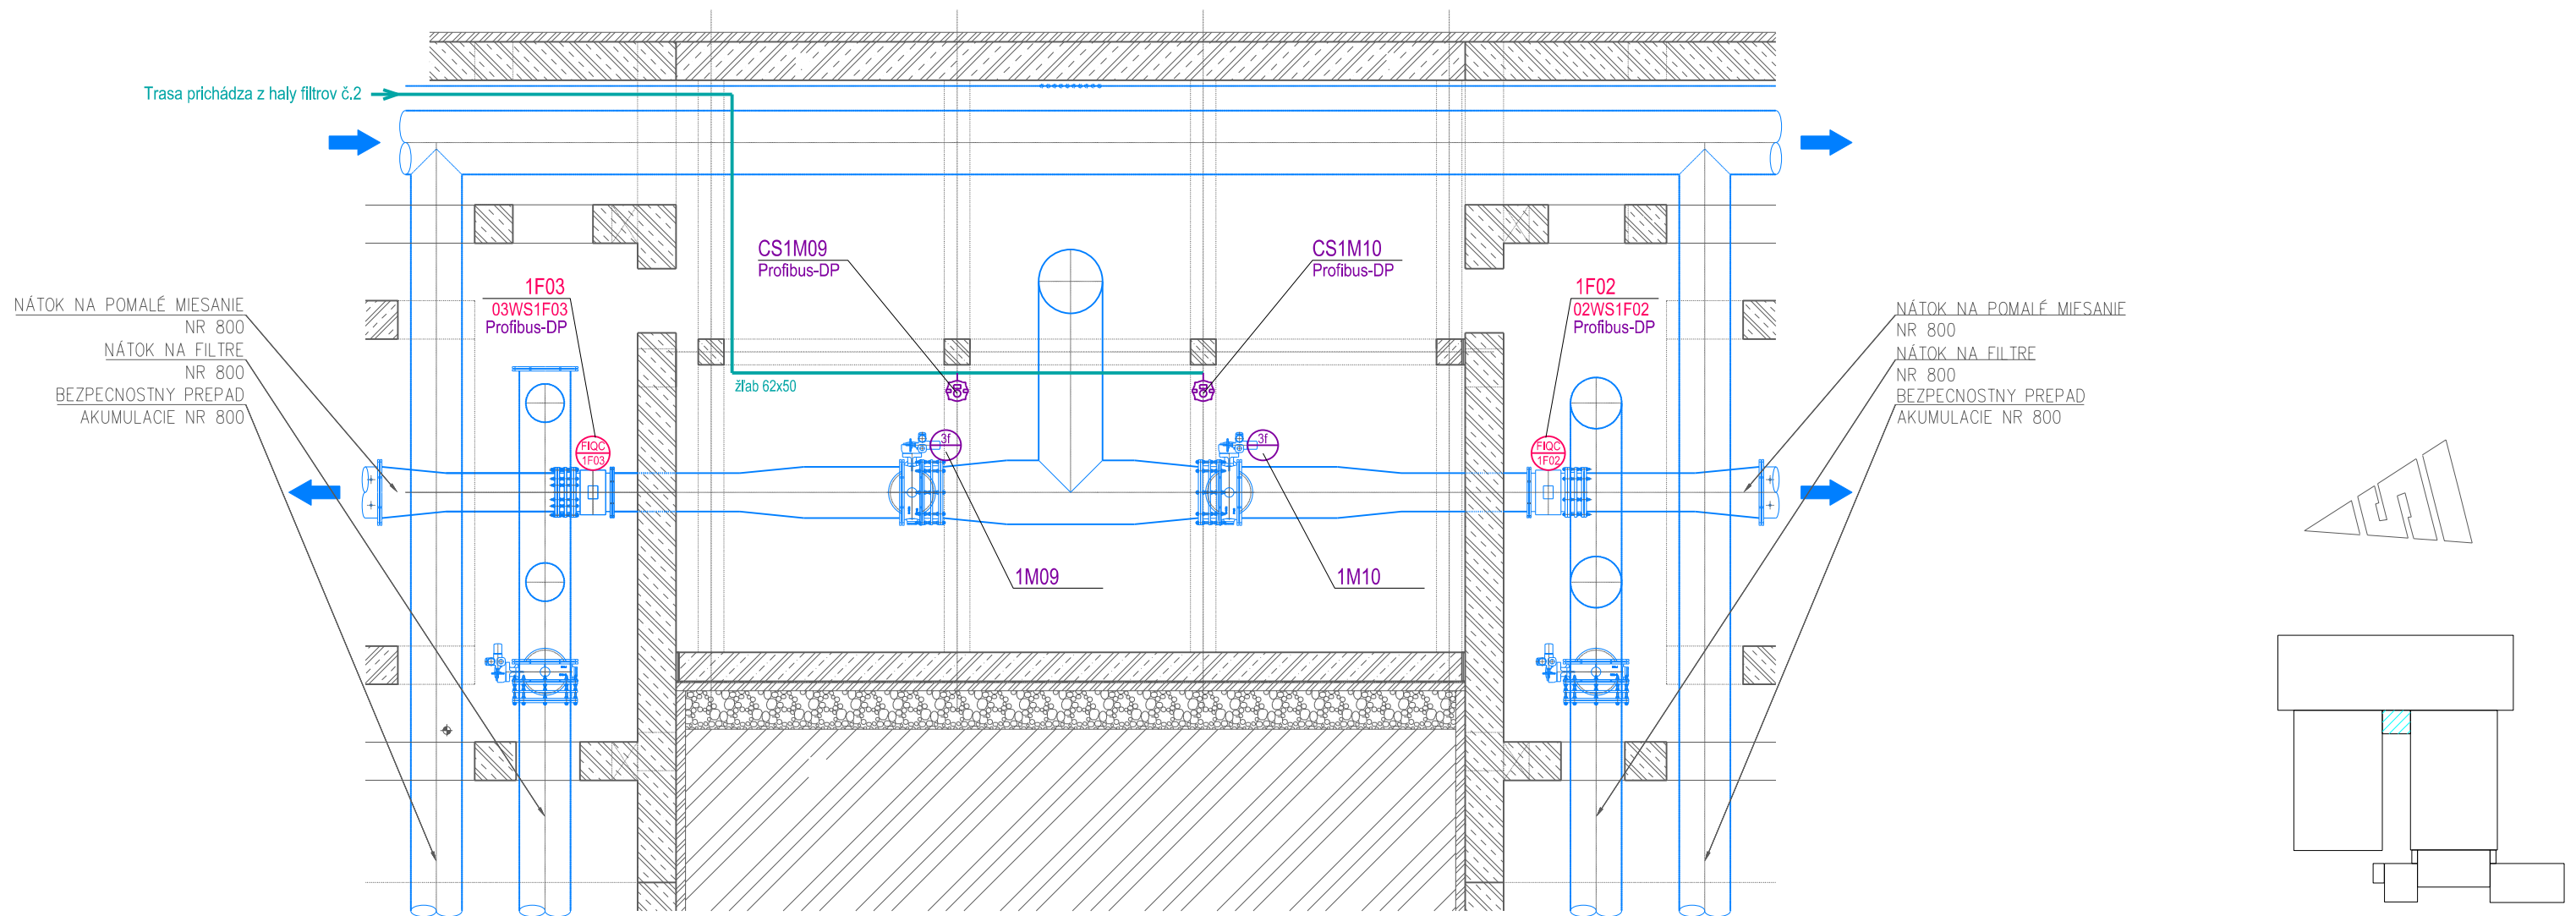 Trasa prichádza z haly filtrov č.2
CS1M09
Profibus-DP
CS1M10
Profibus-DP
1F03
03WS1F03
Profibus-DP
1F02
02WS1F02
Profibus-DP
NÁTOK NA POMALÉ MIESANIE
NR 800
NÁTOK NA FILTRE
NR 800
BEZPECNOSTNY PREPAD
AKUMULACIE NR 800
NÁTOK NA POMALÉ MIESANIE
NR 800
NÁTOK NA FILTRE
NR 800
BEZPECNOSTNY PREPAD
AKUMULACIE NR 800
žľab 62x50
3f
3f
FIQC
1F03
FIQC
1F02
1M09
1M10